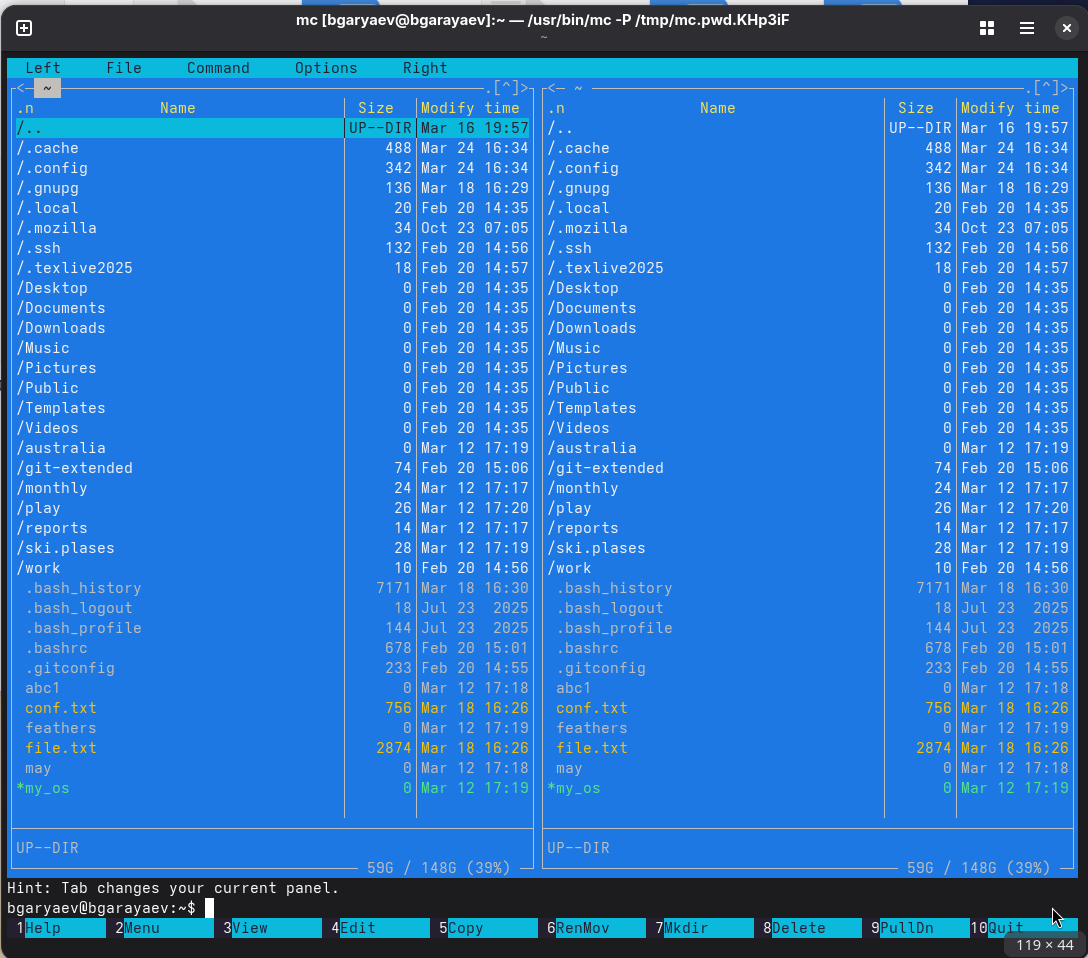 mc [bgaryaev@bgarayaev]:~ — /usr/bin/mc -P /tmp/mc.pwd.KHp3iF
~
Left File Command Options Right
<— ~ .[^]> <— ~ .[^]>
.n Name Size Modify time .n Name Size Modify time
/.. UP--DIR Mar 16 19:57 /.. UP--DIR Mar 16 19:57
/.cache 488 Mar 24 16:34 /.cache 488 Mar 24 16:34
/.config 342 Mar 24 16:34 /.config 342 Mar 24 16:34
/.gnupg 136 Mar 18 16:29 /.gnupg 136 Mar 18 16:29
/.local 20 Feb 20 14:35 /.local 20 Feb 20 14:35
/.mozilla 34 Oct 23 07:05 /.mozilla 34 Oct 23 07:05
/.ssh 132 Feb 20 14:56 /.ssh 132 Feb 20 14:56
/.texlive2025 18 Feb 20 14:57 /.texlive2025 18 Feb 20 14:57
/Desktop 0 Feb 20 14:35 /Desktop 0 Feb 20 14:35
/Documents 0 Feb 20 14:35 /Documents 0 Feb 20 14:35
/Downloads 0 Feb 20 14:35 /Downloads 0 Feb 20 14:35
/Music 0 Feb 20 14:35 /Music 0 Feb 20 14:35
/Pictures 0 Feb 20 14:35 /Pictures 0 Feb 20 14:35
/Public 0 Feb 20 14:35 /Public 0 Feb 20 14:35
/Templates 0 Feb 20 14:35 /Templates 0 Feb 20 14:35
/Videos 0 Feb 20 14:35 /Videos 0 Feb 20 14:35
/australia 0 Mar 12 17:19 /australia 0 Mar 12 17:19
/git-extended 74 Feb 20 15:06 /git-extended 74 Feb 20 15:06
/monthly 24 Mar 12 17:17 /monthly 24 Mar 12 17:17
/play 26 Mar 12 17:20 /play 26 Mar 12 17:20
/reports 14 Mar 12 17:17 /reports 14 Mar 12 17:17
/ski.plases 28 Mar 12 17:19 /ski.plases 28 Mar 12 17:19
/work 10 Feb 20 14:56 /work 10 Feb 20 14:56
.bash_history 7171 Mar 18 16:30 .bash_history 7171 Mar 18 16:30
.bash_logout 18 Jul 23 2025 .bash_logout 18 Jul 23 2025
.bash_profile 144 Jul 23 2025 .bash_profile 144 Jul 23 2025
.bashrc 678 Feb 20 15:01 .bashrc 678 Feb 20 15:01
.gitconfig 233 Feb 20 14:55 .gitconfig 233 Feb 20 14:55
abc1 0 Mar 12 17:18 abc1 0 Mar 12 17:18
conf.txt 756 Mar 18 16:26 conf.txt 756 Mar 18 16:26
feathers 0 Mar 12 17:19 feathers 0 Mar 12 17:19
file.txt 2874 Mar 18 16:26 file.txt 2874 Mar 18 16:26
may 0 Mar 12 17:18 may 0 Mar 12 17:18
*my_os 0 Mar 12 17:19 *my_os 0 Mar 12 17:19
UP--DIR UP--DIR
59G / 148G (39%) 59G / 148G (39%)
Hint: Tab changes your current panel.
bgaryaev@bgarayaev:~$
1Help 2Menu 3View 4Edit 5Copy 6RenMov 7Mkdir 8Delete 9PullDn 10Quit
119 × 44